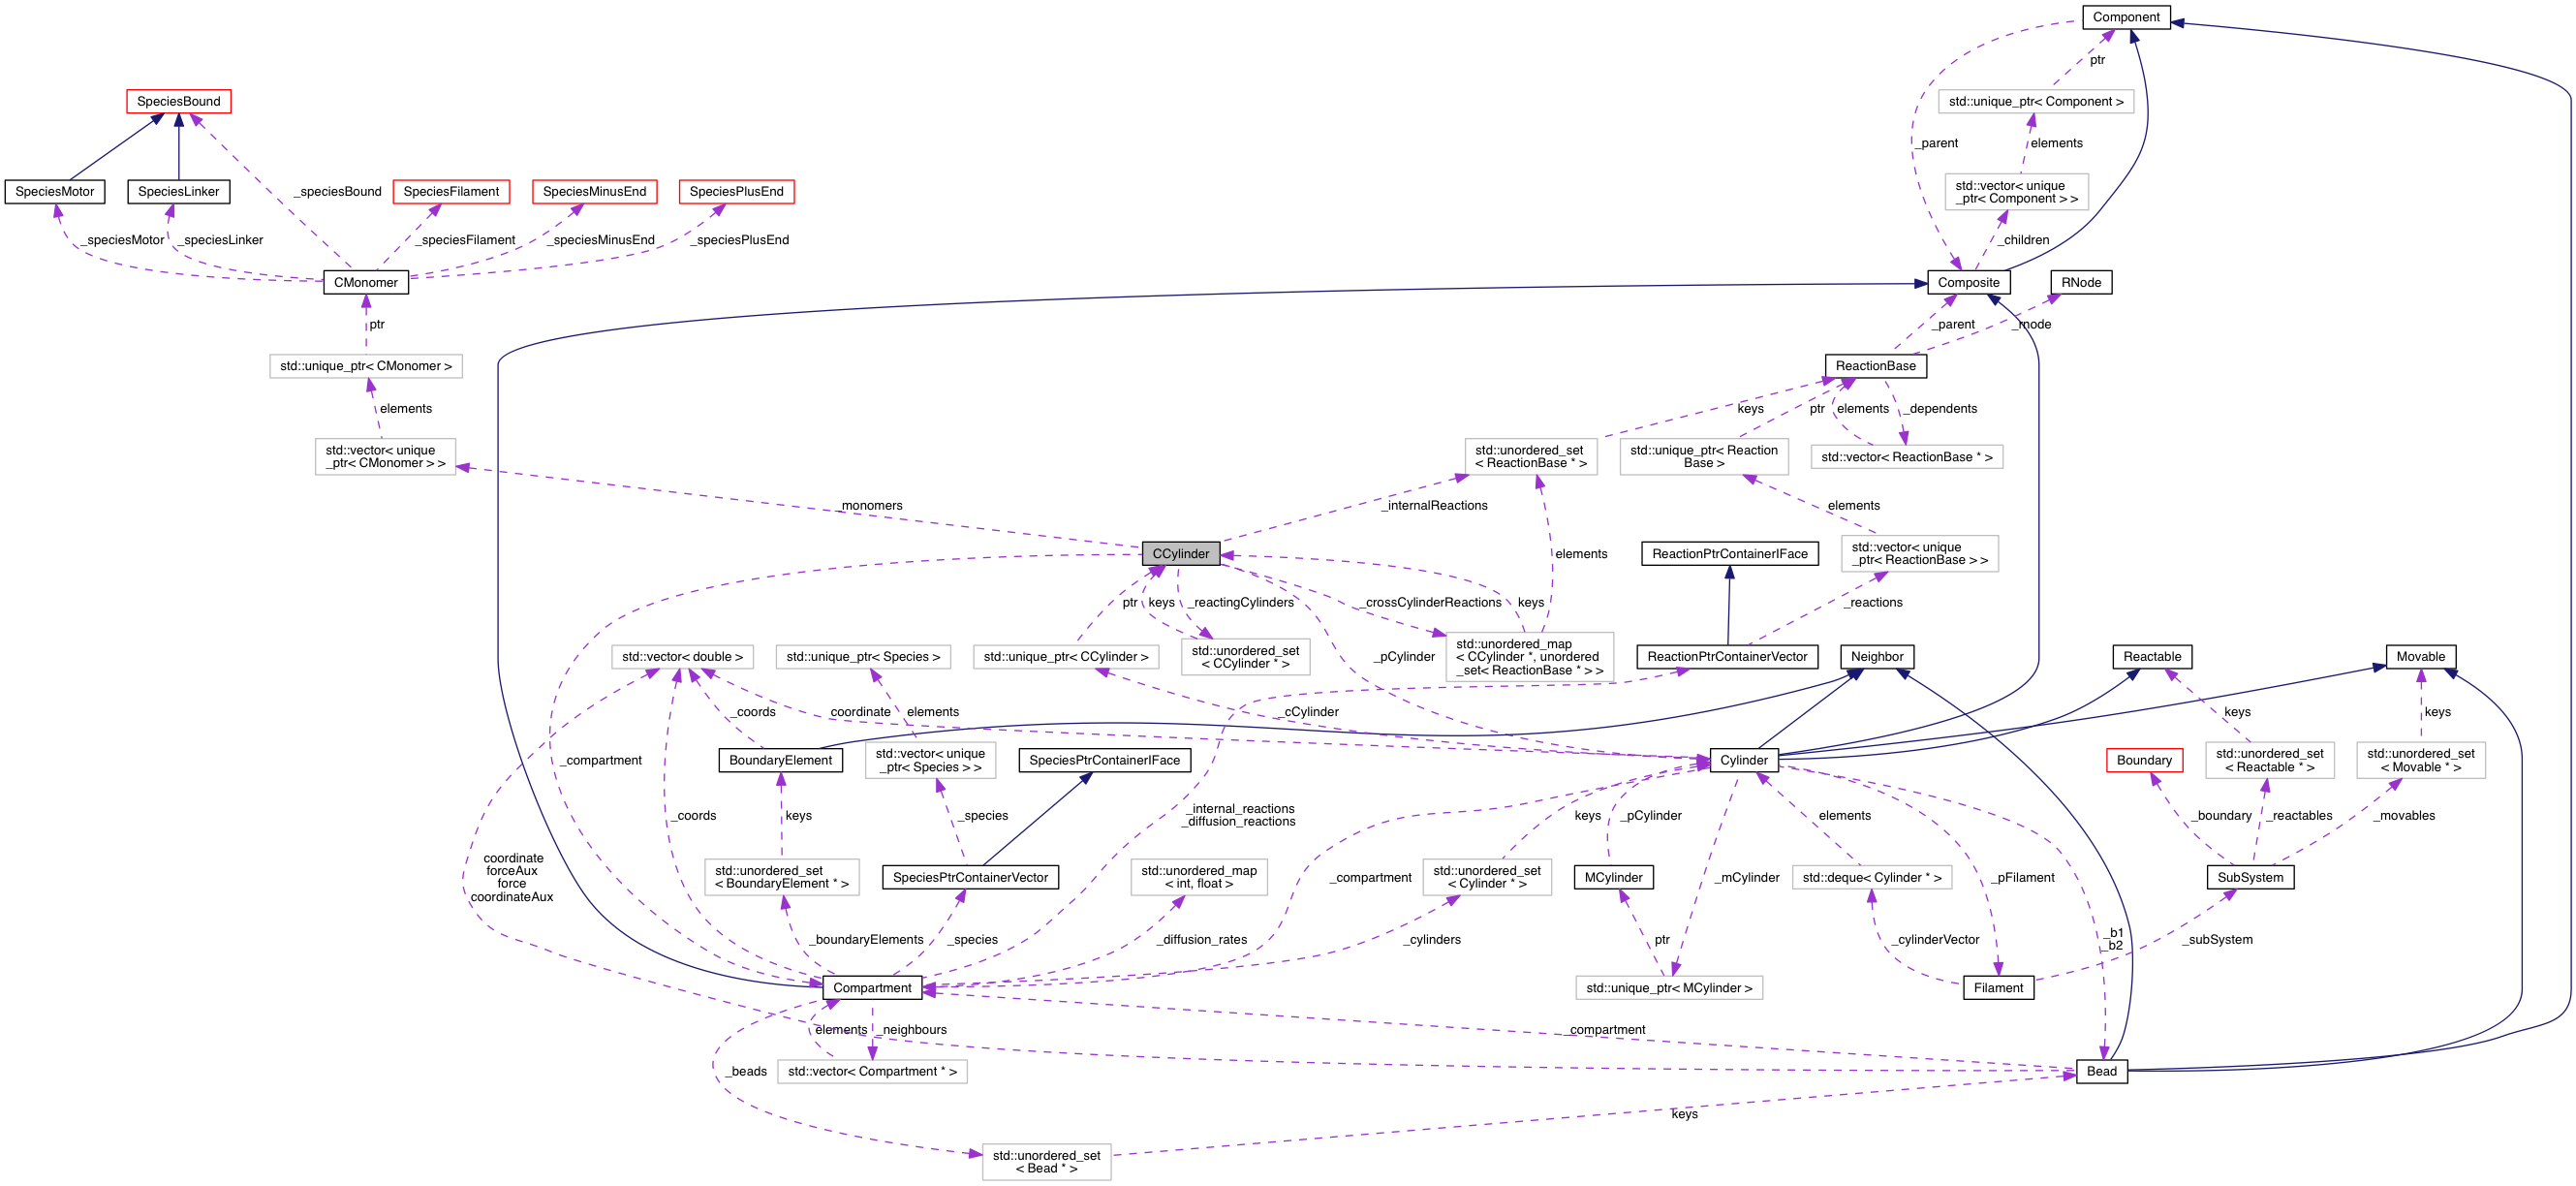 Component
ptr
SpeciesBound
std::unique_ptr< Component >
_parent
elements
SpeciesMotor
SpeciesLinker
_speciesBound
SpeciesFilament
SpeciesMinusEnd
SpeciesPlusEnd
std::vector< unique
_ptr< Component > >
_speciesMotor
_speciesLinker
_speciesFilament
_speciesMinusEnd
_speciesPlusEnd
_children
CMonomer
Composite
RNode
ptr
_parent
_rnode
std::unique_ptr< CMonomer >
ReactionBase
elements
keys
ptr
elements
_dependents
std::vector< unique
_ptr< CMonomer > >
std::unordered_set
< ReactionBase * >
std::unique_ptr< Reaction
Base >
std::vector< ReactionBase * >
_monomers
_internalReactions
elements
CCylinder
elements
ReactionPtrContainerIFace
std::vector< unique
_ptr< ReactionBase > >
ptr
keys
_reactingCylinders
_crossCylinderReactions
keys
_reactions
std::vector< double >
std::unique_ptr< Species >
std::unique_ptr< CCylinder >
std::unordered_set
< CCylinder * >
_pCylinder
std::unordered_map
< CCylinder *, unordered
_set< ReactionBase * > >
ReactionPtrContainerVector
Neighbor
Reactable
Movable
_coords
coordinate
elements
_cCylinder
keys
keys
_compartment
BoundaryElement
std::vector< unique
_ptr< Species > >
SpeciesPtrContainerIFace
Cylinder
Boundary
std::unordered_set
< Reactable * >
std::unordered_set
< Movable * >
_coords
keys
_species
_internal_reactions
_diffusion_reactions
keys
_pCylinder
elements
_boundary
_reactables
_movables
coordinate
forceAux
force
coordinateAux
std::unordered_set
< BoundaryElement * >
SpeciesPtrContainerVector
std::unordered_map
< int, float >
_compartment
std::unordered_set
< Cylinder * >
MCylinder
_mCylinder
std::deque< Cylinder * >
_pFilament
SubSystem
_boundaryElements
_species
_diffusion_rates
_cylinders
ptr
_cylinderVector
_b1
_b2
_subSystem
Compartment
std::unique_ptr< MCylinder >
Filament
elements
_neighbours
_compartment
_beads
std::vector< Compartment * >
Bead
keys
std::unordered_set
< Bead * >